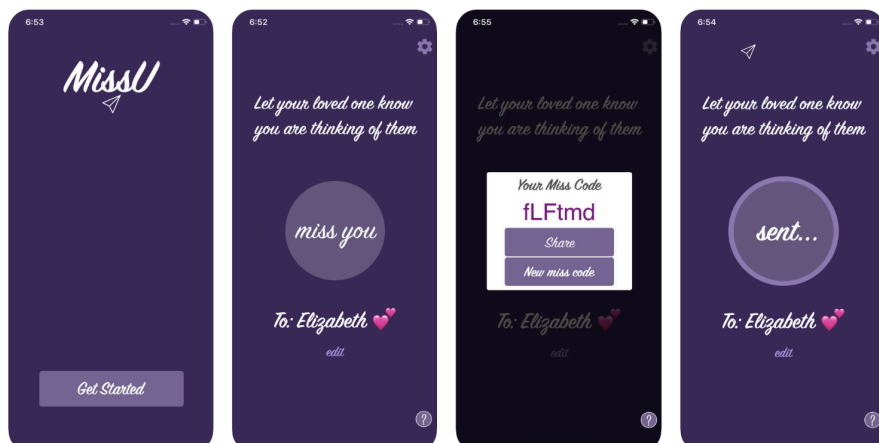 6:53
MissU
Get Started
6:52
Let your loved one know
you are thinking of them
miss you
To: Elizabeth 💕
edit
?
6:55
Let your loved one know
you are thinking of them
Your Miss Code
fLFtmd
Share
New miss code
To: Elizabeth 💕
edit
?
6:54
Let your loved one know
you are thinking of them
sent...
To: Elizabeth 💕
edit
?